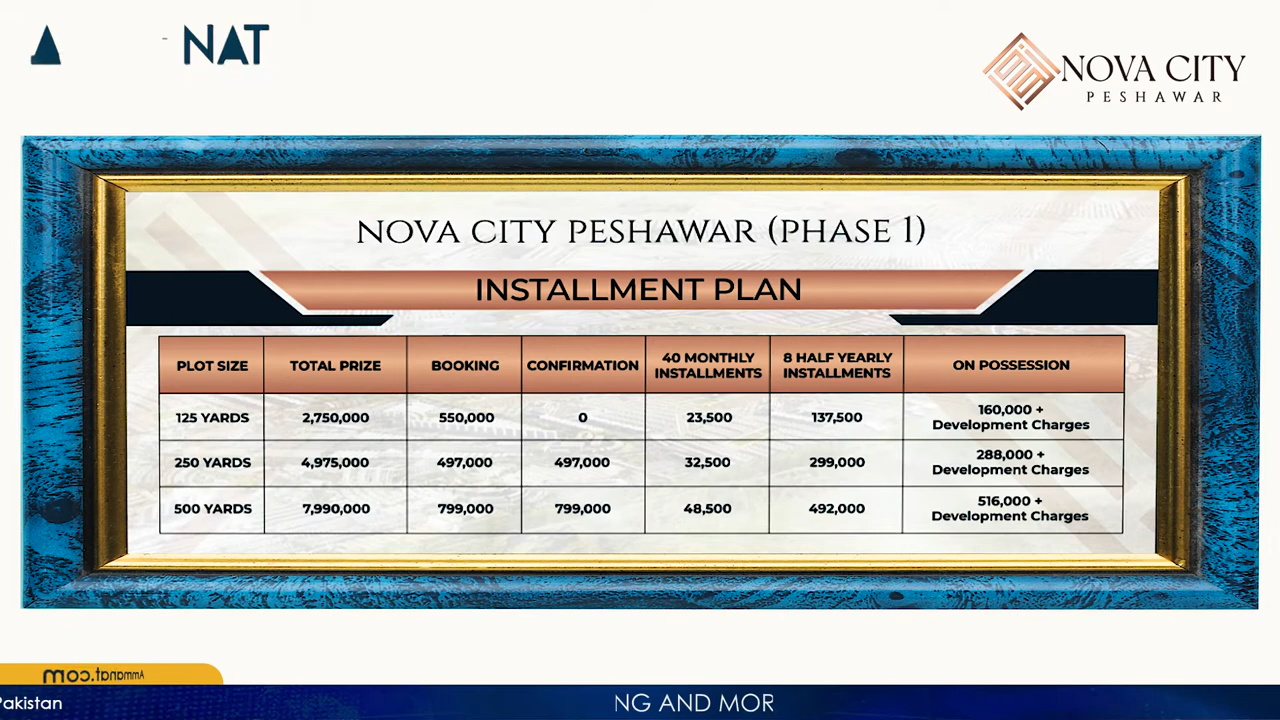 NAT
NOVA CITY
PESHAWAR
NOVA CITY PESHAWAR (PHASE 1)
INSTALLMENT PLAN
PLOT SIZE TOTAL PRIZE BOOKING CONFIRMATION 40 MONTHLY INSTALLMENTS 8 HALF YEARLY INSTALLMENTS ON POSSESSION
125 YARDS 2,750,000 550,000 0 23,500 137,500 160,000 + Development Charges
250 YARDS 4,975,000 497,000 497,000 32,500 299,000 288,000 + Development Charges
500 YARDS 7,990,000 799,000 799,000 48,500 492,000 516,000 + Development Charges
Ammanat.com
Pakistan
NG AND MOR